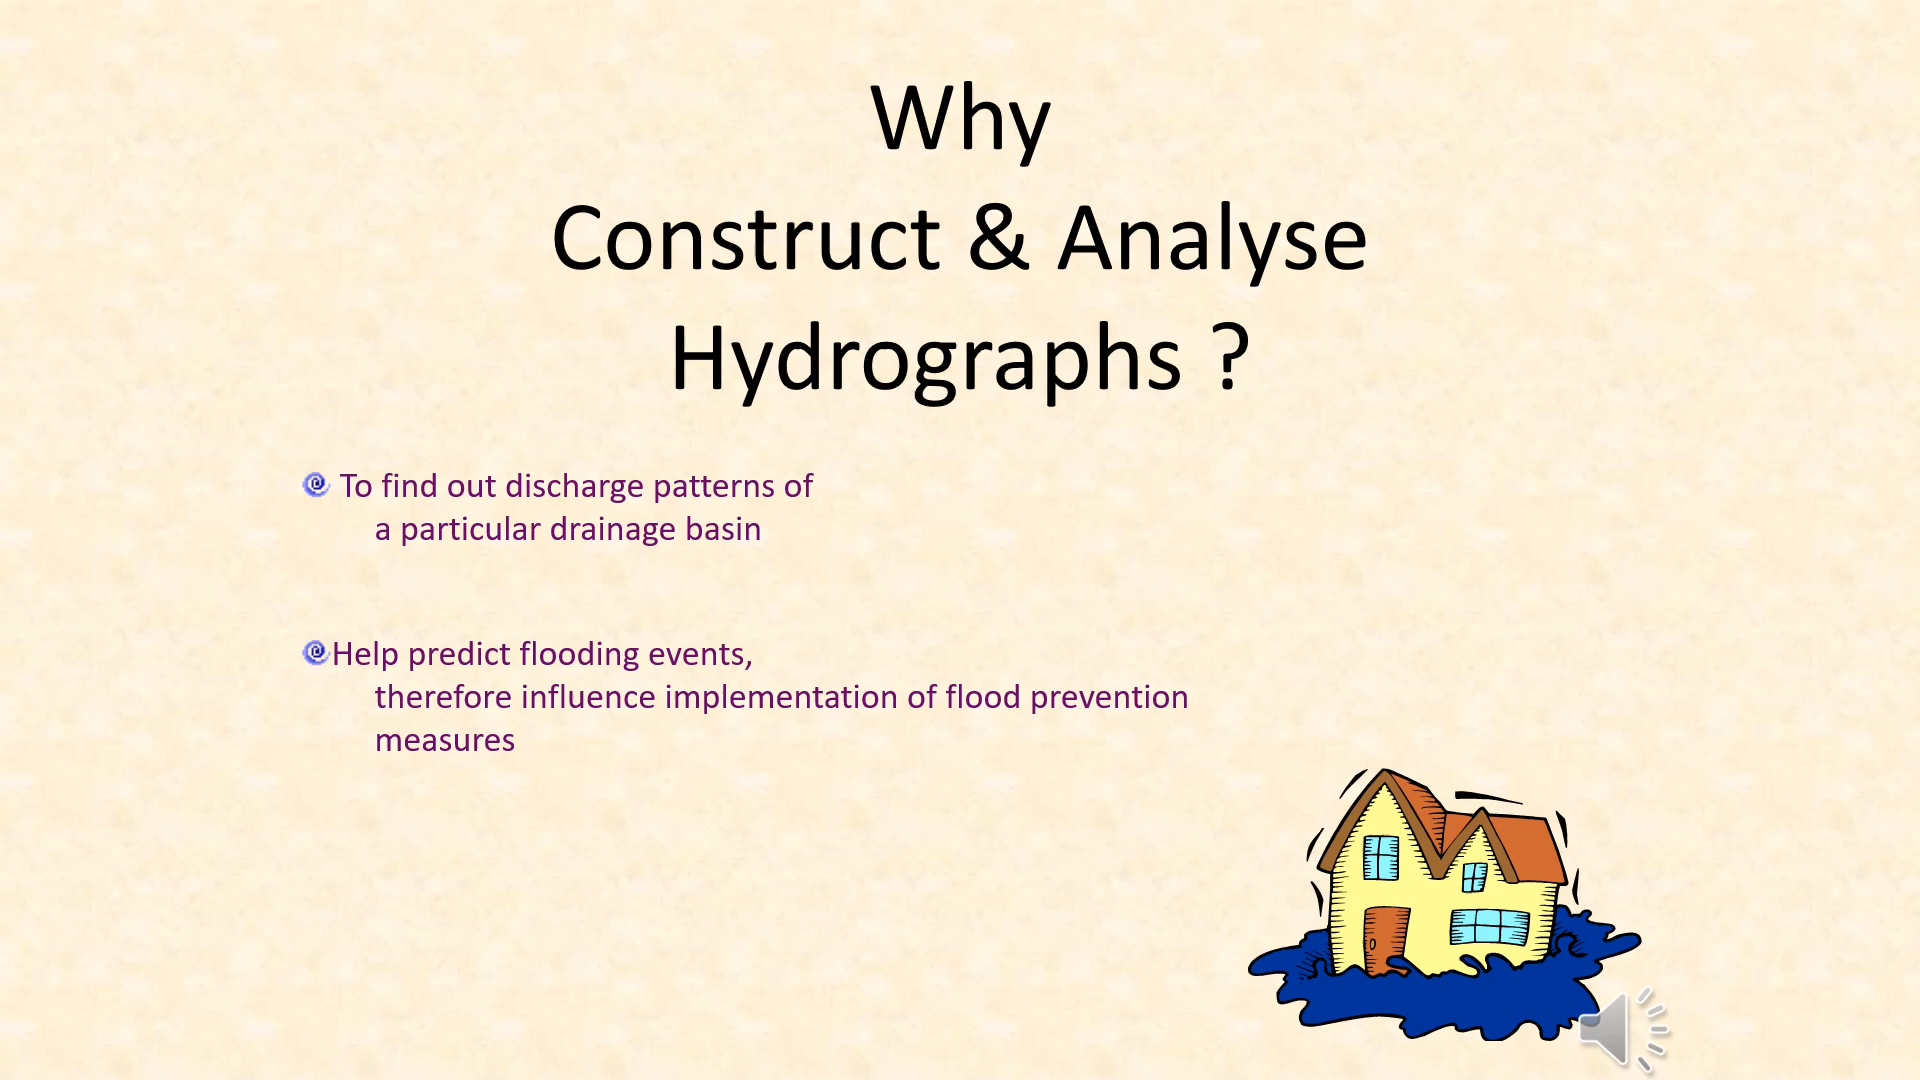 Why
Construct & Analyse
Hydrographs ?
To find out discharge patterns of
a particular drainage basin
Help predict flooding events,
therefore influence implementation of flood prevention
measures